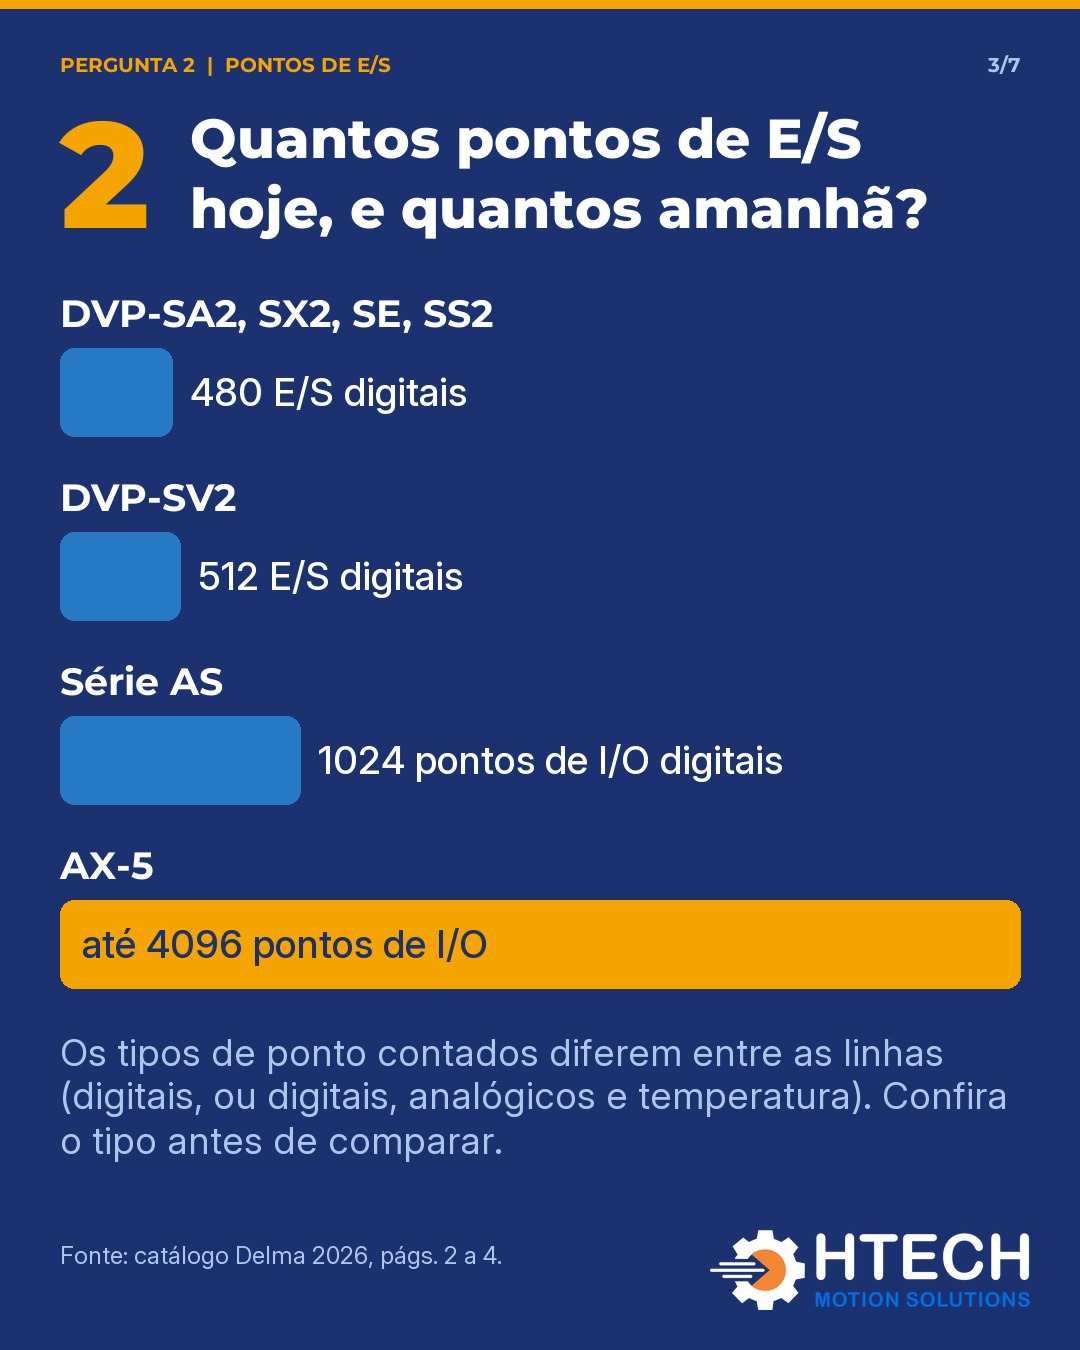 PERGUNTA 2 | PONTOS DE E/S
3/7
2
Quantos pontos de E/S
hoje, e quantos amanhã?
DVP-SA2, SX2, SE, SS2
480 E/S digitais
DVP-SV2
512 E/S digitais
Série AS
1024 pontos de I/O digitais
AX-5
até 4096 pontos de I/O
Os tipos de ponto contados diferem entre as linhas
(digitais, ou digitais, analógicos e temperatura). Confira
o tipo antes de comparar.
Fonte: catálogo Delma 2026, págs. 2 a 4.
HTECH
MOTION SOLUTIONS